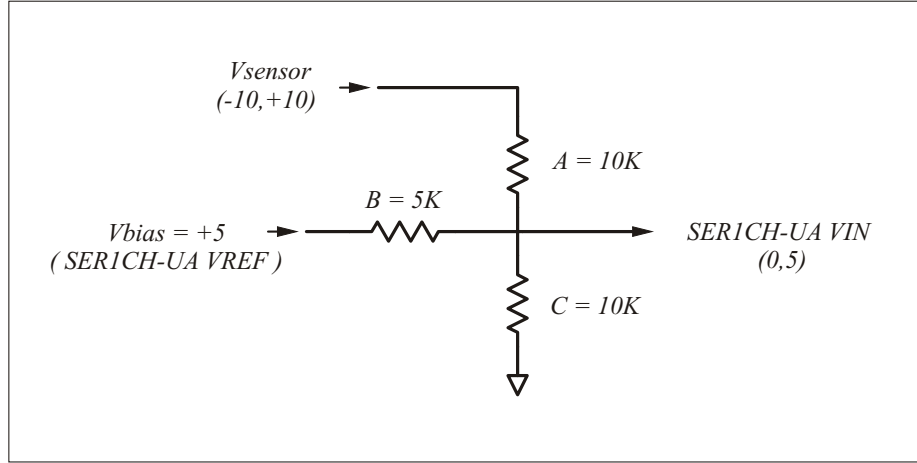 Vsensor
(-10,+10)
A = 10K
B = 5K
Vbias = +5
( SER1CH-UA VREF )
SER1CH-UA VIN
(0,5)
C = 10K